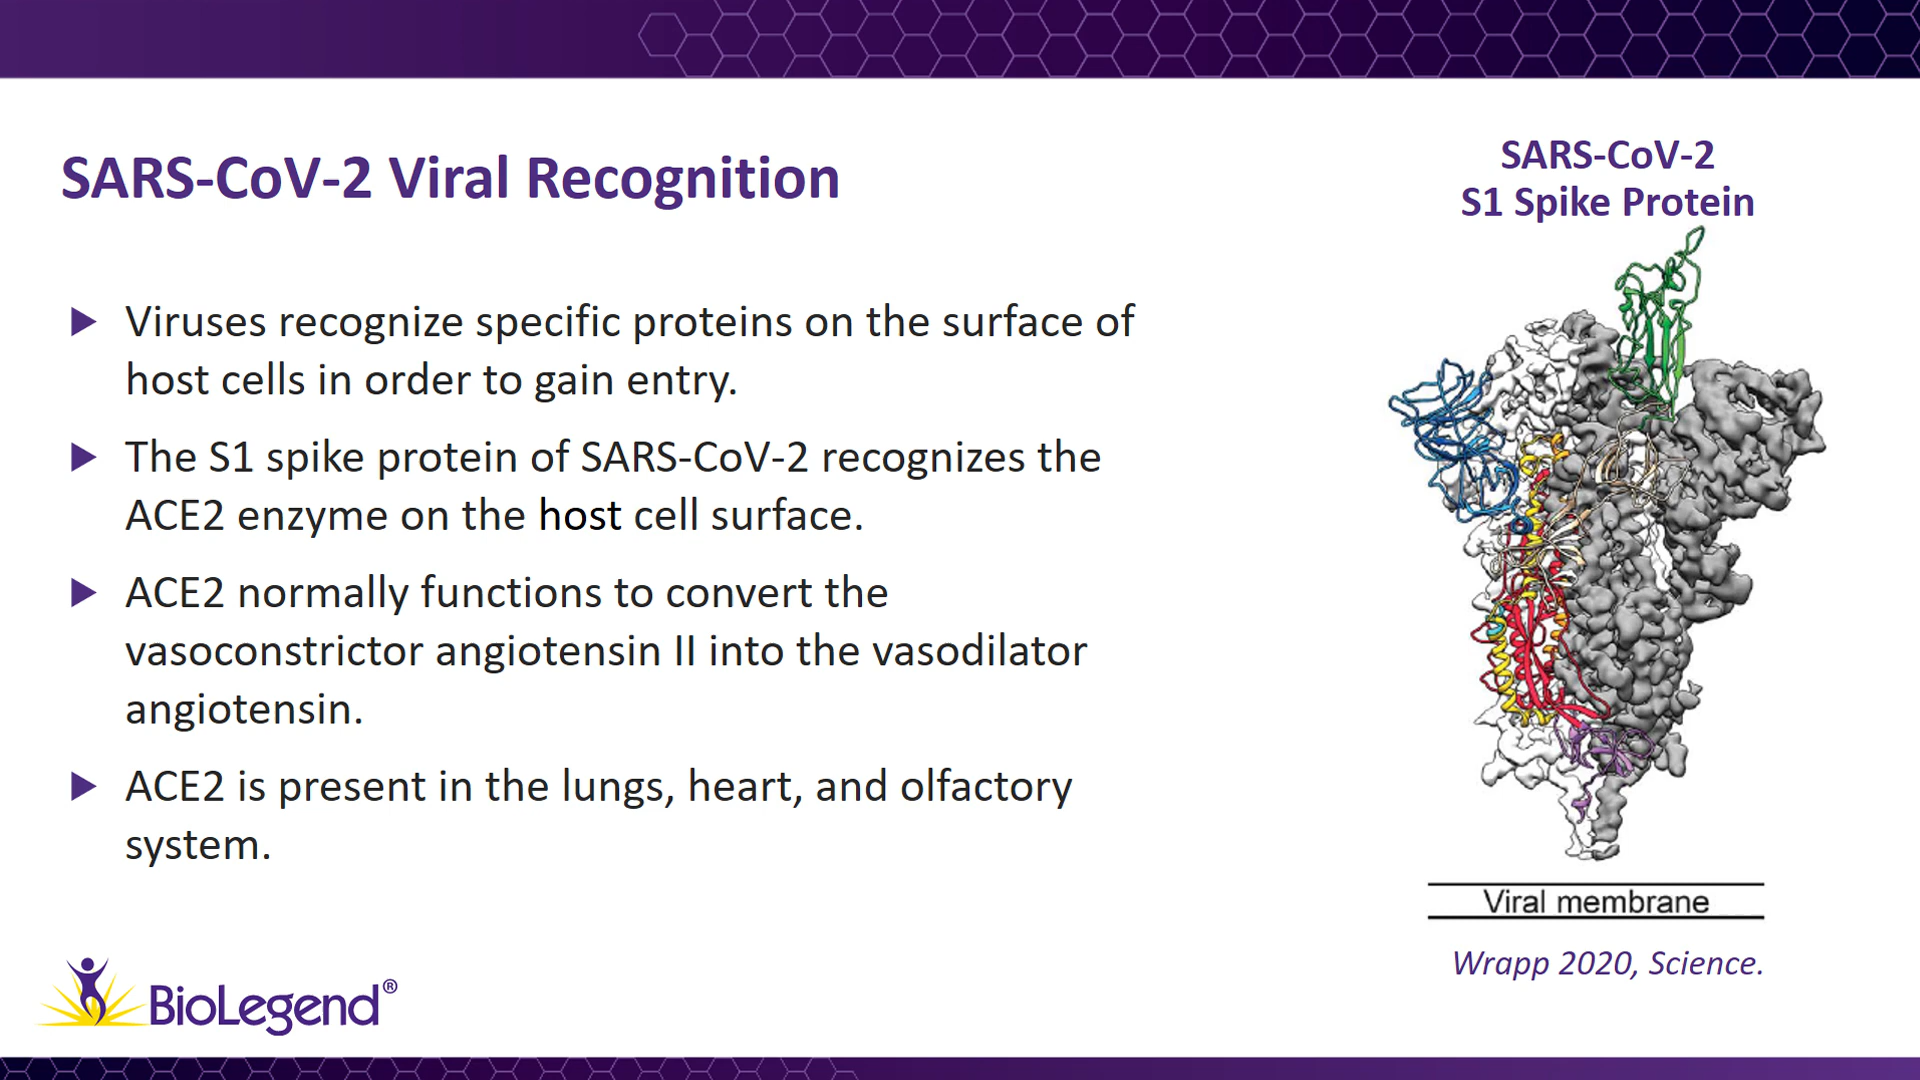 SARS-CoV-2 Viral Recognition
Viruses recognize specific proteins on the surface of
host cells in order to gain entry.
The S1 spike protein of SARS-CoV-2 recognizes the
ACE2 enzyme on the host cell surface.
ACE2 normally functions to convert the
vasoconstrictor angiotensin II into the vasodilator
angiotensin.
ACE2 is present in the lungs, heart, and olfactory
system.
SARS-CoV-2
S1 Spike Protein
Viral membrane
Wrapp 2020, Science.
BioLegend®